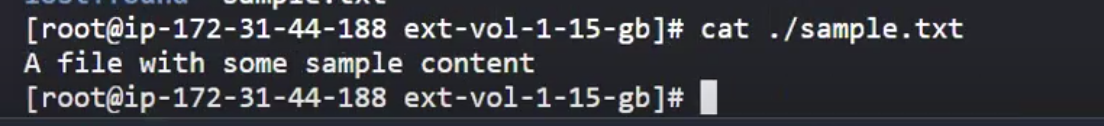 [root@ip-172-31-44-188 ext-vol-1-15-gb]# cat ./sample.txt
A file with some sample content
[root@ip-172-31-44-188 ext-vol-1-15-gb]#